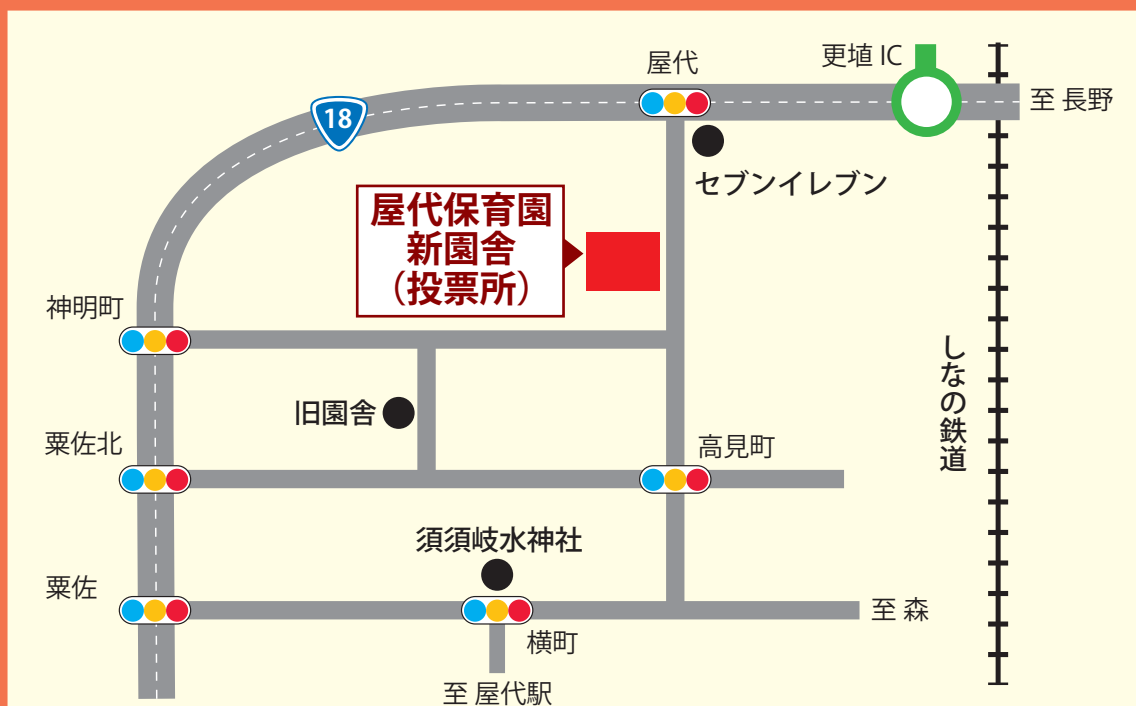 屋代
更埴 IC
至 長野
18
セブンイレブン
屋代保育園
新園舎
（投票所）
神明町
しなの鉄道
旧園舎
粟佐北
高見町
須須岐水神社
粟佐
横町
至 森
至 屋代駅